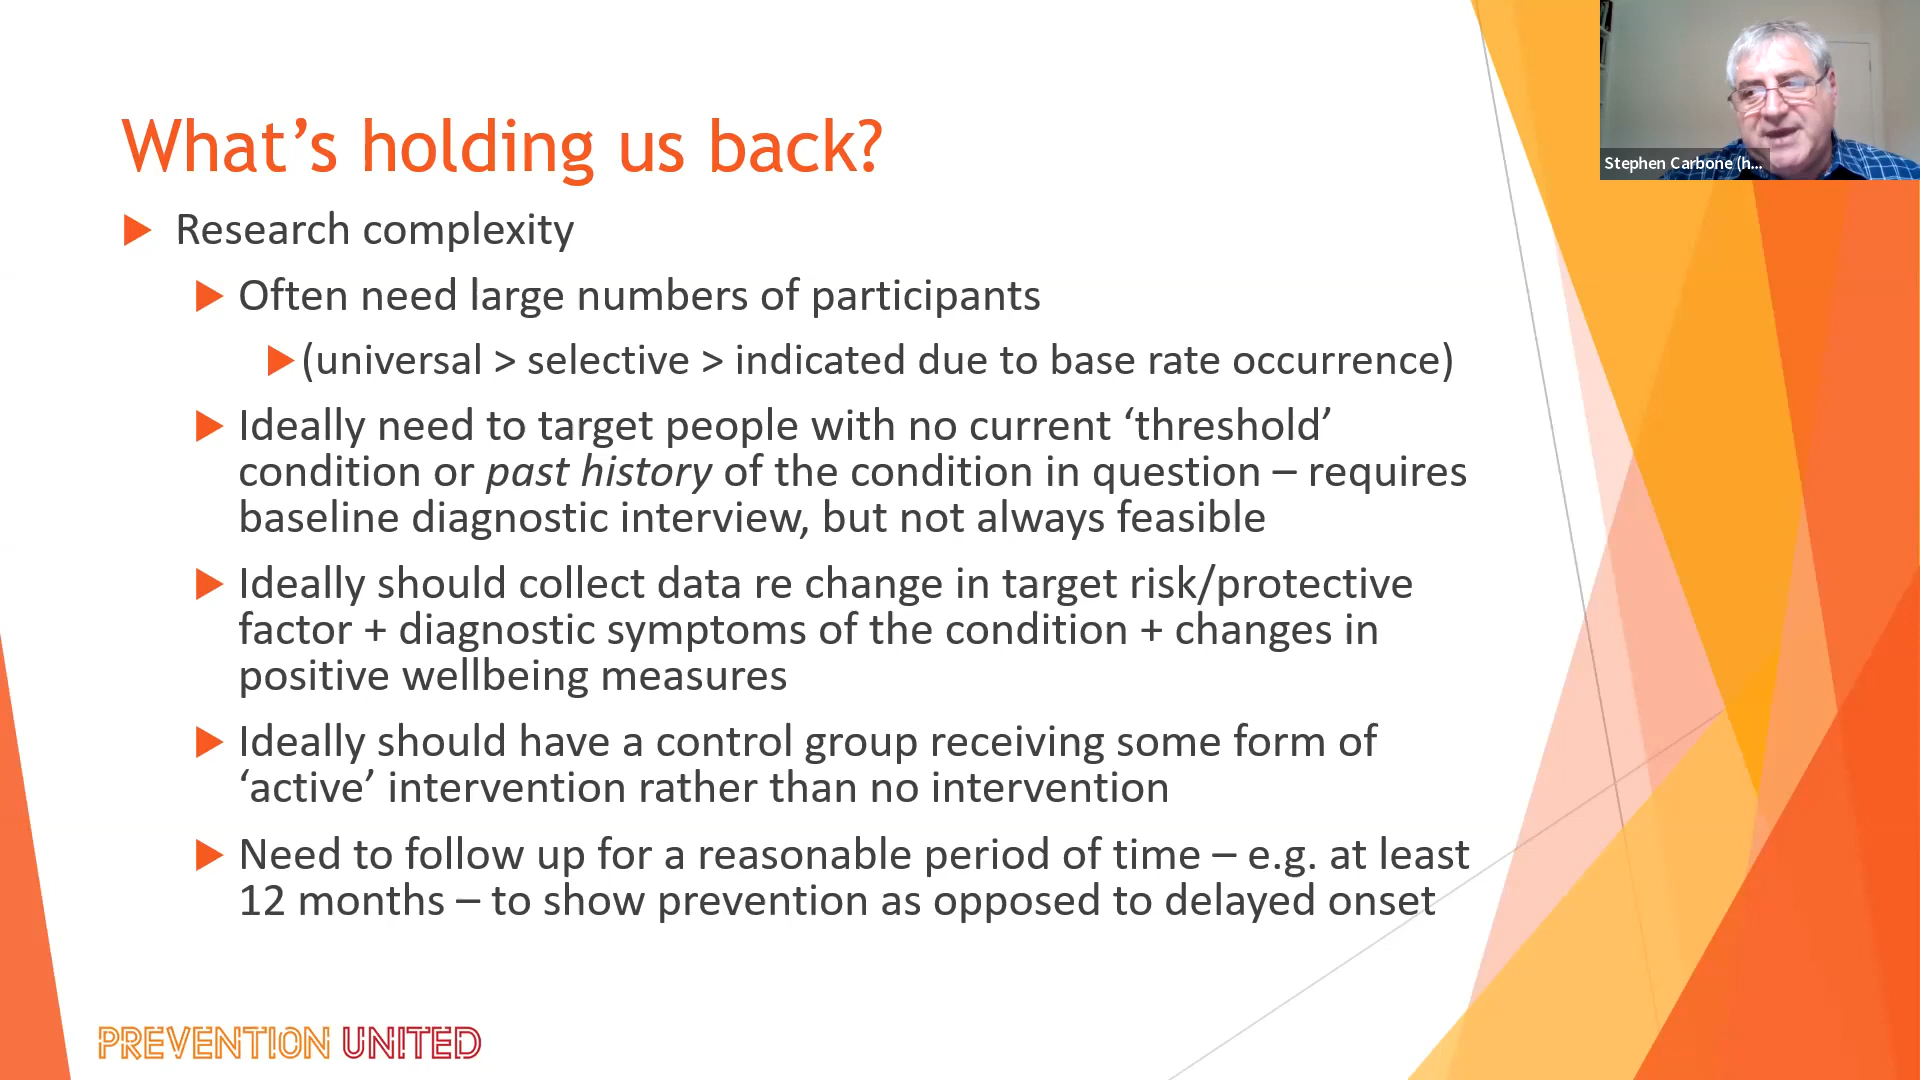 What’s holding us back?
Research complexity
Often need large numbers of participants
(universal > selective > indicated due to base rate occurrence)
Ideally need to target people with no current ‘threshold’
condition or past history of the condition in question – requires
baseline diagnostic interview, but not always feasible
Ideally should collect data re change in target risk/protective
factor + diagnostic symptoms of the condition + changes in
positive wellbeing measures
Ideally should have a control group receiving some form of
‘active’ intervention rather than no intervention
Need to follow up for a reasonable period of time – e.g. at least
12 months – to show prevention as opposed to delayed onset
PREVENTION UNITED
Stephen Carbone (h...